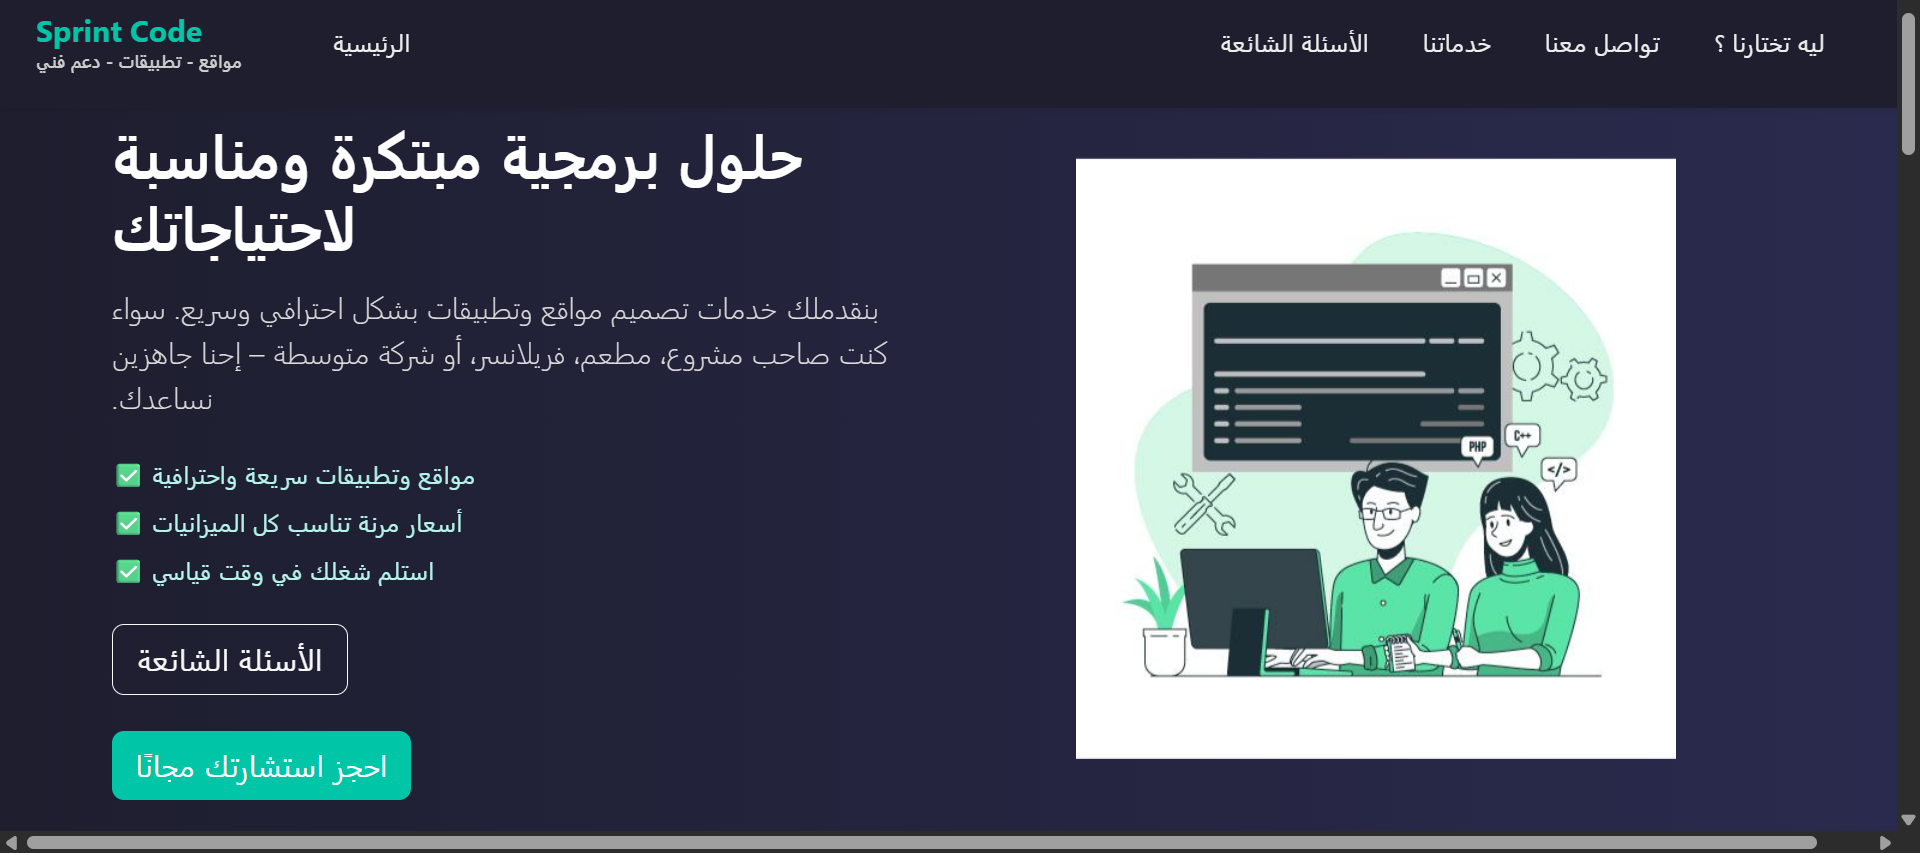 Sprint Code
مواقع - تطبيقات - دعم فني
الرئيسية
الأسئلة الشائعة
خدماتنا
تواصل معنا
ليه تختارنا ؟
حلول برمجية مبتكرة ومناسبة
لاحتياجاتك
بنقدملك خدمات تصميم مواقع وتطبيقات بشكل احترافي وسريع. سواء
كنت صاحب مشروع، مطعم، فريلانسر، أو شركة متوسطة – إحنا جاهزين
نساعدك.
✅ مواقع وتطبيقات سريعة واحترافية
✅ أسعار مرنة تناسب كل الميزانيات
✅ استلم شغلك في وقت قياسي
الأسئلة الشائعة
احجز استشارتك مجانًا
PHP
C++
</>